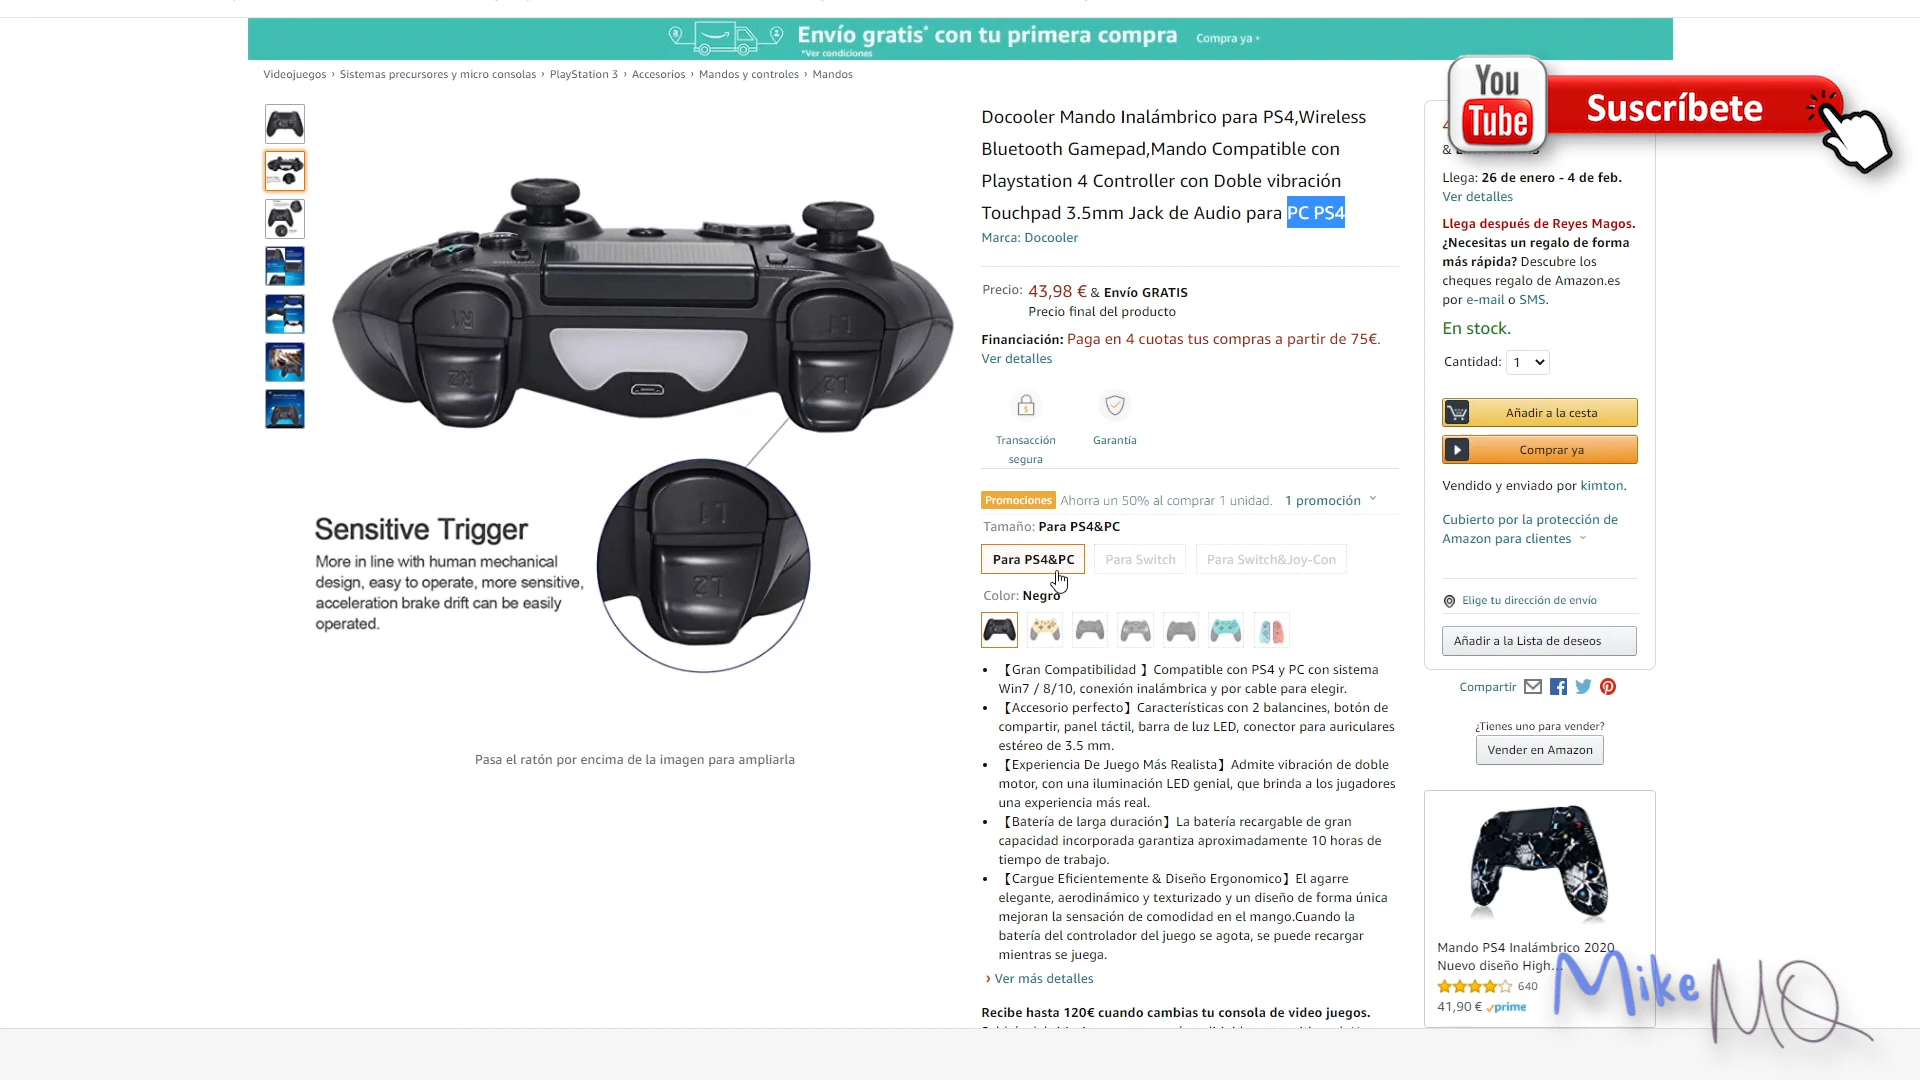 Envío gratis* con tu primera compra
Compra ya
*Ver condiciones
Videojuegos › Sistemas precursores y micro consolas › PlayStation 3 › Accesorios › Mandos y controles › Mandos
You
Tube
Suscríbete
Docooler Mando Inalámbrico para PS4,Wireless
Bluetooth Gamepad,Mando Compatible con
Playstation 4 Controller con Doble vibración
Touchpad 3.5mm Jack de Audio para PC PS4
Marca: Docooler
Precio: 43,98 € & Envío GRATIS
Precio final del producto
Financiación: Paga en 4 cuotas tus compras a partir de 75€.
Ver detalles
Transacción
segura
Garantía
Promociones Ahorra un 50% al comprar 1 unidad. 1 promoción
Tamaño: Para PS4&PC
Para PS4&PC
Para Switch
Para Switch&Joy-Con
Color: Negro
• 【Gran Compatibilidad 】Compatible con PS4 y PC con sistema
Win7 / 8/10, conexión inalámbrica y por cable para elegir.
• 【Accesorio perfecto】Características con 2 balancines, botón de
compartir, panel táctil, barra de luz LED, conector para auriculares
estéreo de 3.5 mm.
• 【Experiencia De Juego Más Realista】Admite vibración de doble
motor, con una iluminación LED genial, que brinda a los jugadores
una experiencia más real.
• 【Batería de larga duración】La batería recargable de gran
capacidad incorporada garantiza aproximadamente 10 horas de
tiempo de trabajo.
• 【Cargue Eficientemente & Diseño Ergonomico】El agarre
elegante, aerodinámico y texturizado y un diseño de forma única
mejoran la sensación de comodidad en el mango.Cuando la
batería del controlador del juego se agota, se puede recargar
mientras se juega.
› Ver más detalles
Recibe hasta 120€ cuando cambias tu consola de video juegos.
R1
L1
R2
L2
L1
L2
Sensitive Trigger
More in line with human mechanical
design, easy to operate, more sensitive,
acceleration brake drift can be easily
operated.
Pasa el ratón por encima de la imagen para ampliarla
Llega: 26 de enero - 4 de feb.
Ver detalles
Llega después de Reyes Magos.
¿Necesitas un regalo de forma
más rápida? Descubre los
cheques regalo de Amazon.es
por e-mail o SMS.
En stock.
Cantidad: 1
Añadir a la cesta
Comprar ya
Vendido y enviado por kimton.
Cubierto por la protección de
Amazon para clientes
Elige tu dirección de envío
Añadir a la Lista de deseos
Compartir
¿Tienes uno para vender?
Vender en Amazon
Mando PS4 Inalámbrico 2020
Nuevo diseño High...
640
41,90 € prime
Mike MQ